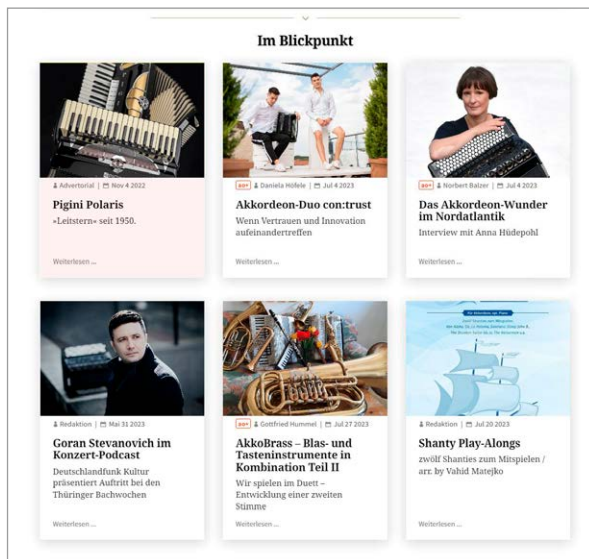 Im Blickpunkt
Advertorial | Nov 4 2022
Pigini Polaris
»Leitstern« seit 1950.
Weiterlesen ...
Daniela Höfele | Jul 4 2023
Akkordeon-Duo con:trust
Wenn Vertrauen und Innovation
aufeinandertreffen
Weiterlesen ...
Norbert Balzer | Jul 4 2023
Das Akkordeon-Wunder
im Nordatlantik
Interview mit Anna Hüdepohl
Weiterlesen ...
Redaktion | Mai 31 2023
Goran Stevanovich im
Konzert-Podcast
Deutschlandfunk Kultur
präsentiert Auftritt bei den
Thüringer Bachwochen
Weiterlesen ...
Gottfried Hummel | Jul 27 2023
AkkoBrass – Blas- und
Tasteninstrumente in
Kombination Teil II
Wir spielen im Duett –
Entwicklung einer zweiten
Stimme
Weiterlesen ...
Redaktion | Jul 20 2023
Shanty Play-Alongs
zwölf Shanties zum Mitspielen /
arr. by Vahid Matejko
Weiterlesen ...